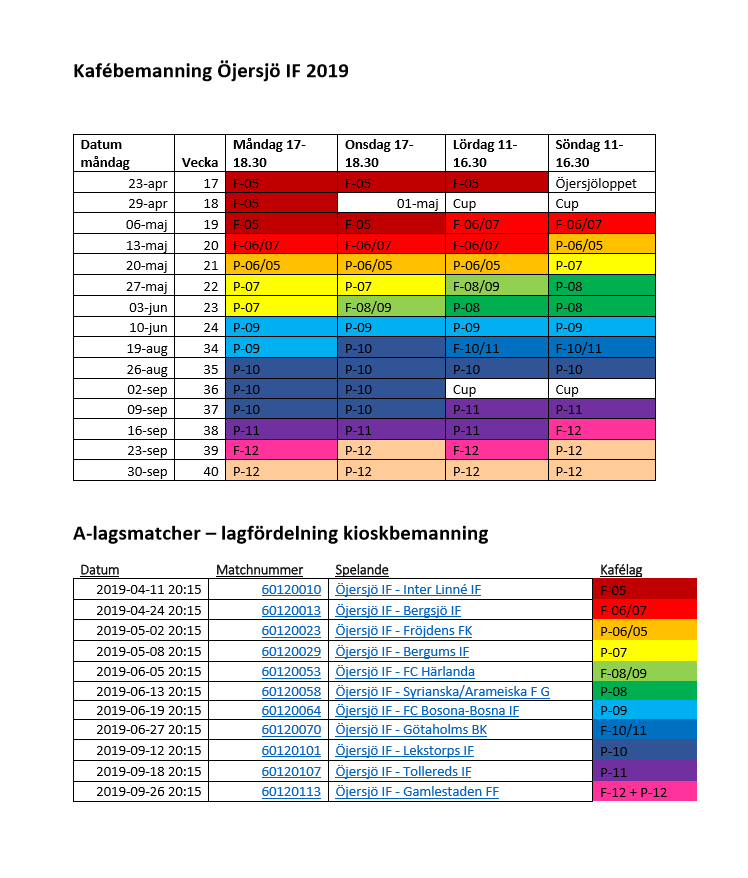 Kafébemanning Öjersjö IF 2019
Datum måndag Vecka Måndag 17-18.30 Onsdag 17-18.30 Lördag 11-16.30 Söndag 11-16.30
23-apr 17 F-05 F-05 F-05 Öjersjöloppet
29-apr 18 F-05 01-maj Cup Cup
06-maj 19 F-05 F-05 F-06/07 F-06/07
13-maj 20 F-06/07 F-06/07 F-06/07 P-06/05
20-maj 21 P-06/05 P-06/05 P-06/05 P-07
27-maj 22 P-07 P-07 F-08/09 P-08
03-jun 23 P-07 F-08/09 P-08 P-08
10-jun 24 P-09 P-09 P-09 P-09
19-aug 34 P-09 P-10 F-10/11 F-10/11
26-aug 35 P-10 P-10 P-10 P-10
02-sep 36 P-10 P-10 Cup Cup
09-sep 37 P-10 P-10 P-11 P-11
16-sep 38 P-11 P-11 P-11 F-12
23-sep 39 F-12 P-12 F-12 P-12
30-sep 40 P-12 P-12 P-12 P-12
A-lagsmatcher – lagfördelning kioskbemanning
Datum Matchnummer Spelande Kafélag
2019-04-11 20:15 60120010 Öjersjö IF - Inter Linné IF F-05
2019-04-24 20:15 60120013 Öjersjö IF - Bergsjö IF F-06/07
2019-05-02 20:15 60120023 Öjersjö IF - Fröjdens FK P-06/05
2019-05-08 20:15 60120029 Öjersjö IF - Bergums IF P-07
2019-06-05 20:15 60120053 Öjersjö IF - FC Härlanda F-08/09
2019-06-13 20:15 60120058 Öjersjö IF - Syrianska/Arameiska F G P-08
2019-06-19 20:15 60120064 Öjersjö IF - FC Bosona-Bosna IF P-09
2019-06-27 20:15 60120070 Öjersjö IF - Götaholms BK F-10/11
2019-09-12 20:15 60120101 Öjersjö IF - Lekstorps IF P-10
2019-09-18 20:15 60120107 Öjersjö IF - Tollereds IF P-11
2019-09-26 20:15 60120113 Öjersjö IF - Gamlestaden FF F-12 + P-12